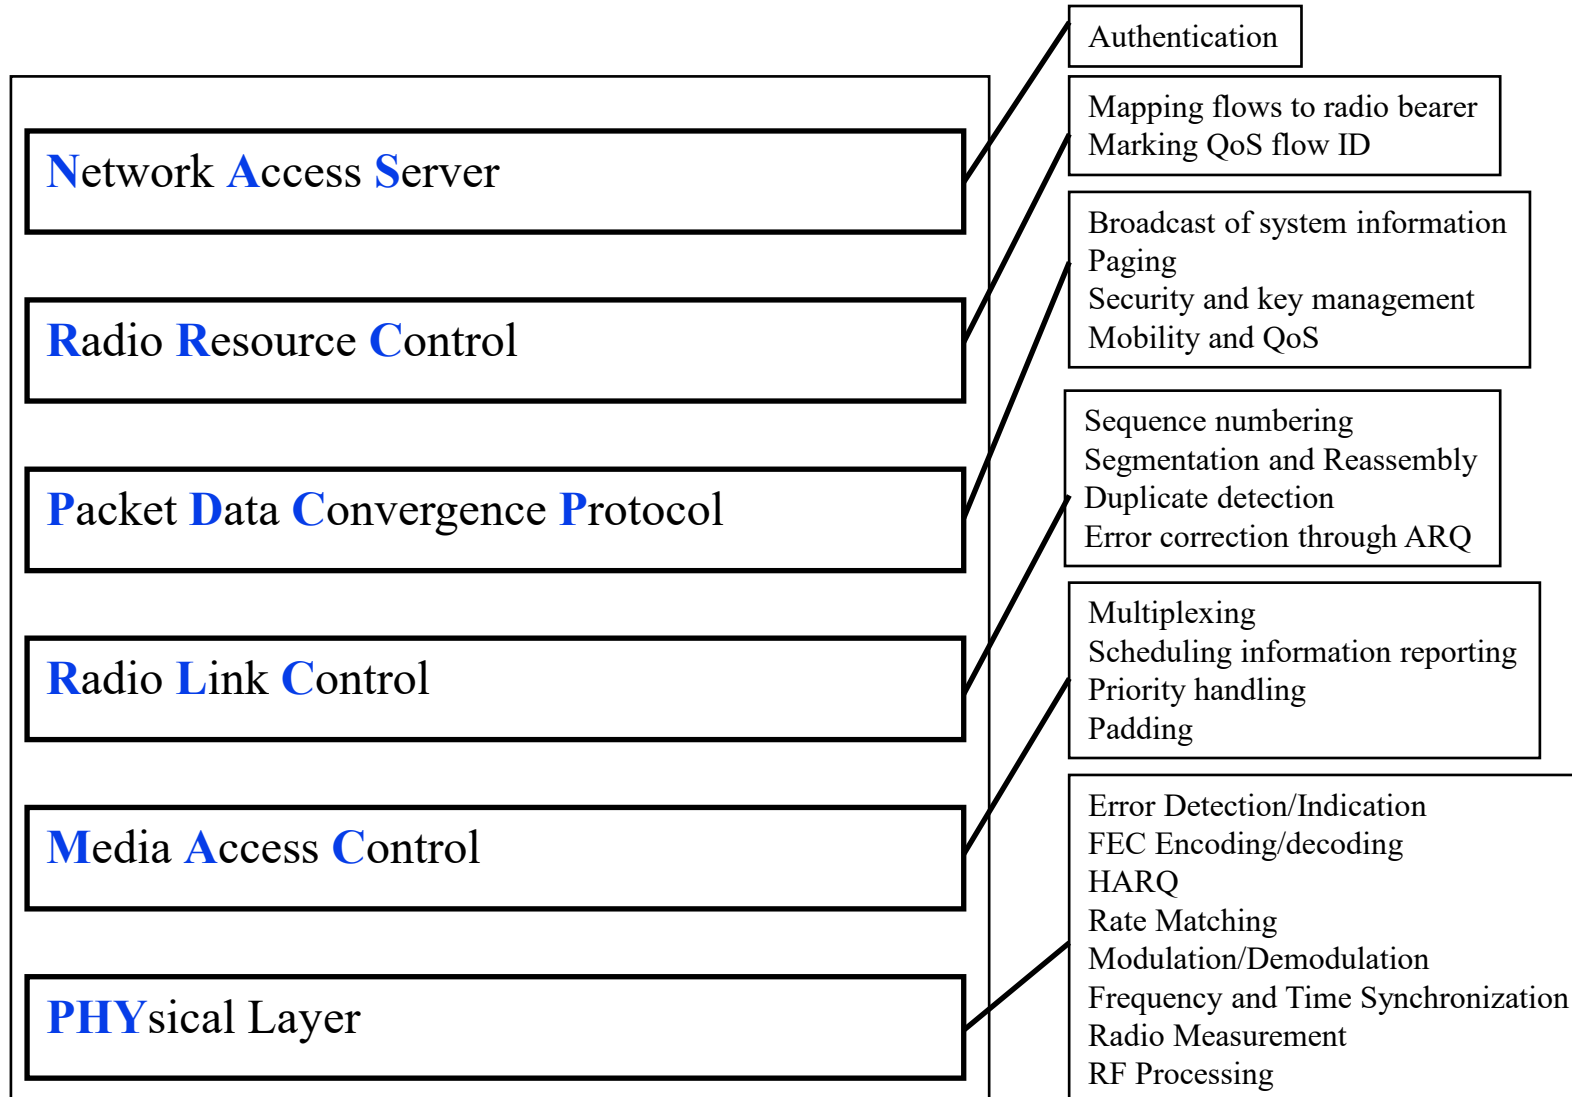 Authentication
Network Access Server
Mapping flows to radio bearer
Marking QoS flow ID
Radio Resource Control
Broadcast of system information
Paging
Security and key management
Mobility and QoS
Packet Data Convergence Protocol
Sequence numbering
Segmentation and Reassembly
Duplicate detection
Error correction through ARQ
Radio Link Control
Multiplexing
Scheduling information reporting
Priority handling
Padding
Media Access Control
Error Detection/Indication
FEC Encoding/decoding
HARQ
Rate Matching
Modulation/Demodulation
Frequency and Time Synchronization
Radio Measurement
RF Processing
PHYsical Layer